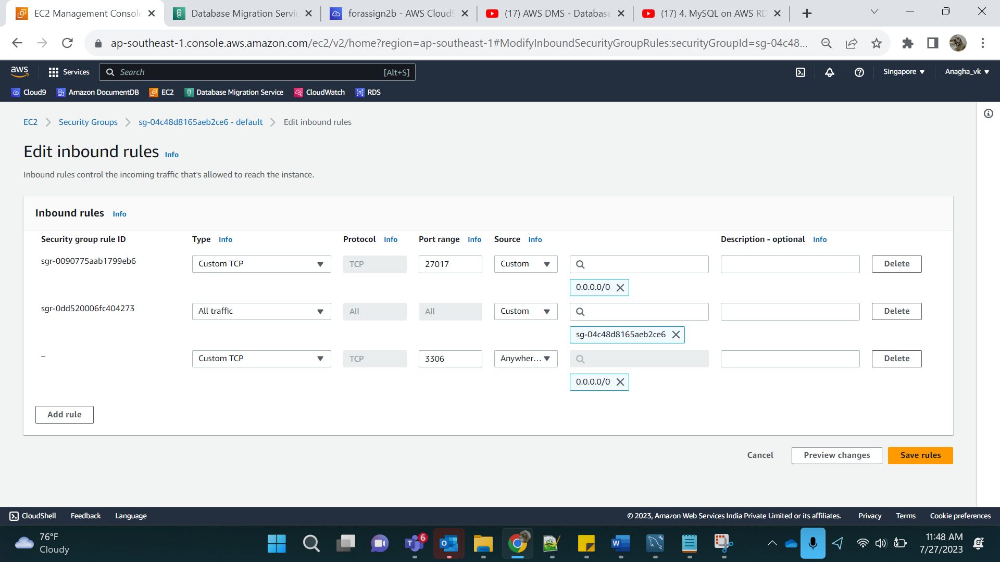 EC2 Management Console
Database Migration Servic
forassign2b - AWS Cloud9
(17) AWS DMS - Database
(17) 4. MySQL on AWS RD
ap-southeast-1.console.aws.amazon.com/ec2/v2/home?region=ap-southeast-1#ModifyInboundSecurityGroupRules:securityGroupId=sg-04c48...
aws
Services
Search
[Alt+S]
Singapore
Anagha_vk
Cloud9
Amazon DocumentDB
EC2
Database Migration Service
CloudWatch
RDS
EC2
Security Groups
sg-04c48d8165aeb2ce6 - default
Edit inbound rules
Edit inbound rules Info
Inbound rules control the incoming traffic that's allowed to reach the instance.
Inbound rules Info
Security group rule ID Type Info Protocol Info Port range Info Source Info Description - optional Info
sgr-0090775aab1799eb6 Custom TCP TCP 27017 Custom Delete
0.0.0.0/0
sgr-0dd520006fc404273 All traffic All All Custom Delete
sg-04c48d8165aeb2ce6
– Custom TCP TCP 3306 Anywher... Delete
0.0.0.0/0
Add rule
Cancel Preview changes Save rules
CloudShell Feedback Language © 2023, Amazon Web Services India Private Limited or its affiliates. Privacy Terms Cookie preferences
76°F
Cloudy
6
11:48 AM
7/27/2023